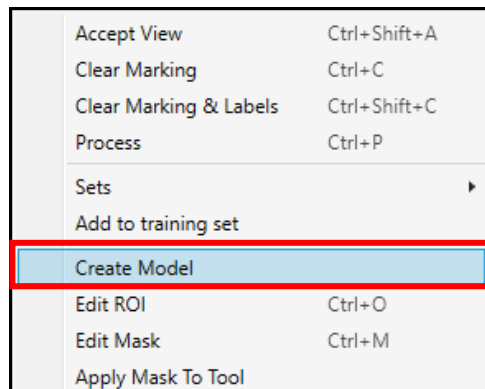 Accept View Ctrl+Shift+A
Clear Marking Ctrl+C
Clear Marking & Labels Ctrl+Shift+C
Process Ctrl+P
Sets
Add to training set
Create Model
Edit ROI Ctrl+O
Edit Mask Ctrl+M
Apply Mask To Tool